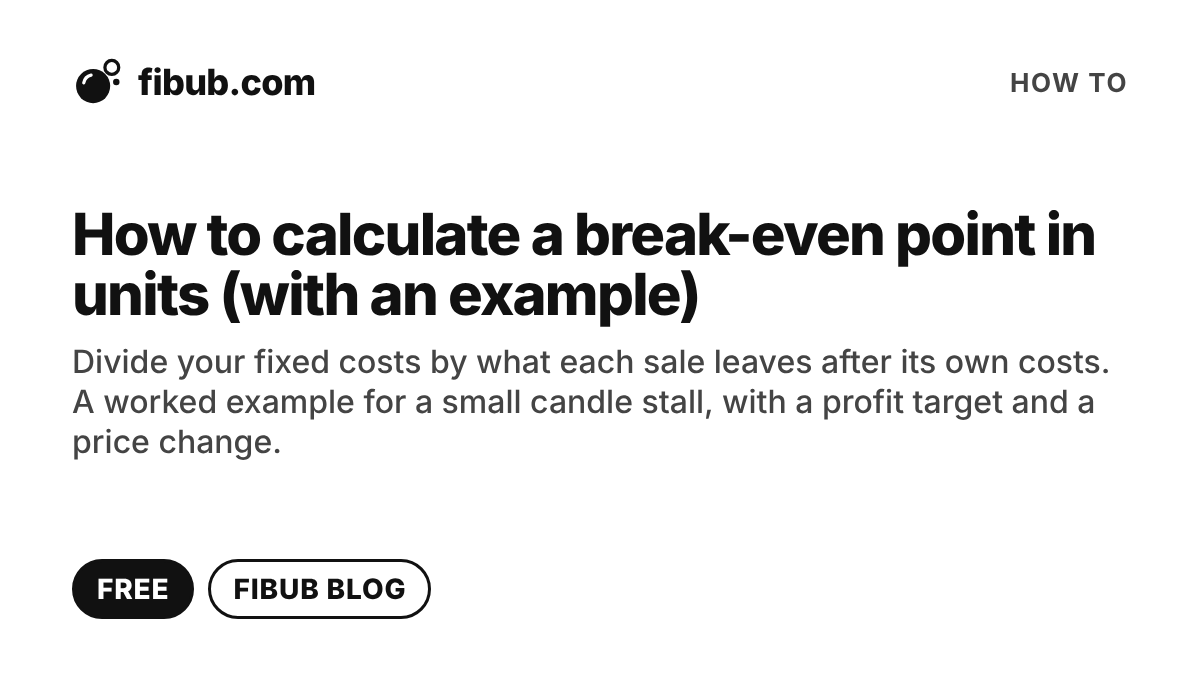 fibub.com
HOW TO
How to calculate a break-even point in
units (with an example)
Divide your fixed costs by what each sale leaves after its own costs.
A worked example for a small candle stall, with a profit target and a
price change.
FREE
FIBUB BLOG